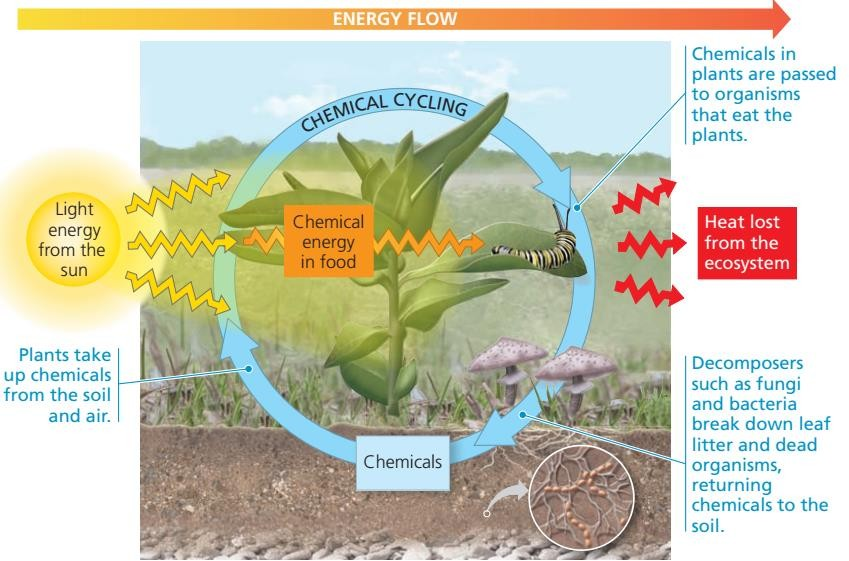 ENERGY FLOW
CHEMICAL CYCLING
Chemicals in
plants are passed
to organisms
that eat the
plants.
Light
energy
from the
sun
Chemical
energy
in food
Heat lost
from the
ecosystem
Plants take
up chemicals
from the soil
and air.
Chemicals
Decomposers
such as fungi
and bacteria
break down leaf
litter and dead
organisms,
returning
chemicals to the
soil.